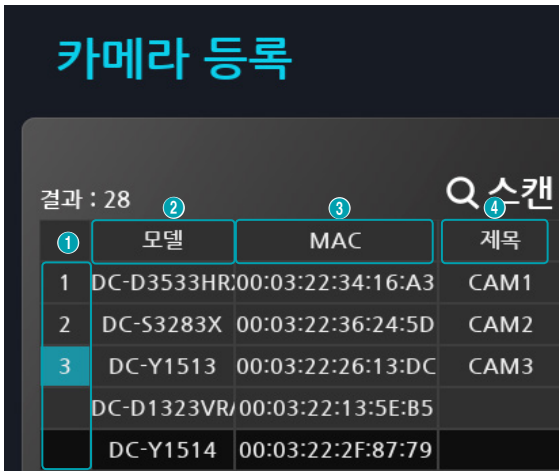 카메라 등록
결과 : 28
스캔
1 2 3 4
모델 MAC 제목
1 DC-D3533HR 00:03:22:34:16:A3 CAM1
2 DC-S3283X 00:03:22:36:24:5D CAM2
3 DC-Y1513 00:03:22:26:13:DC CAM3
DC-D1323VR 00:03:22:13:5E:B5
DC-Y1514 00:03:22:2F:87:79